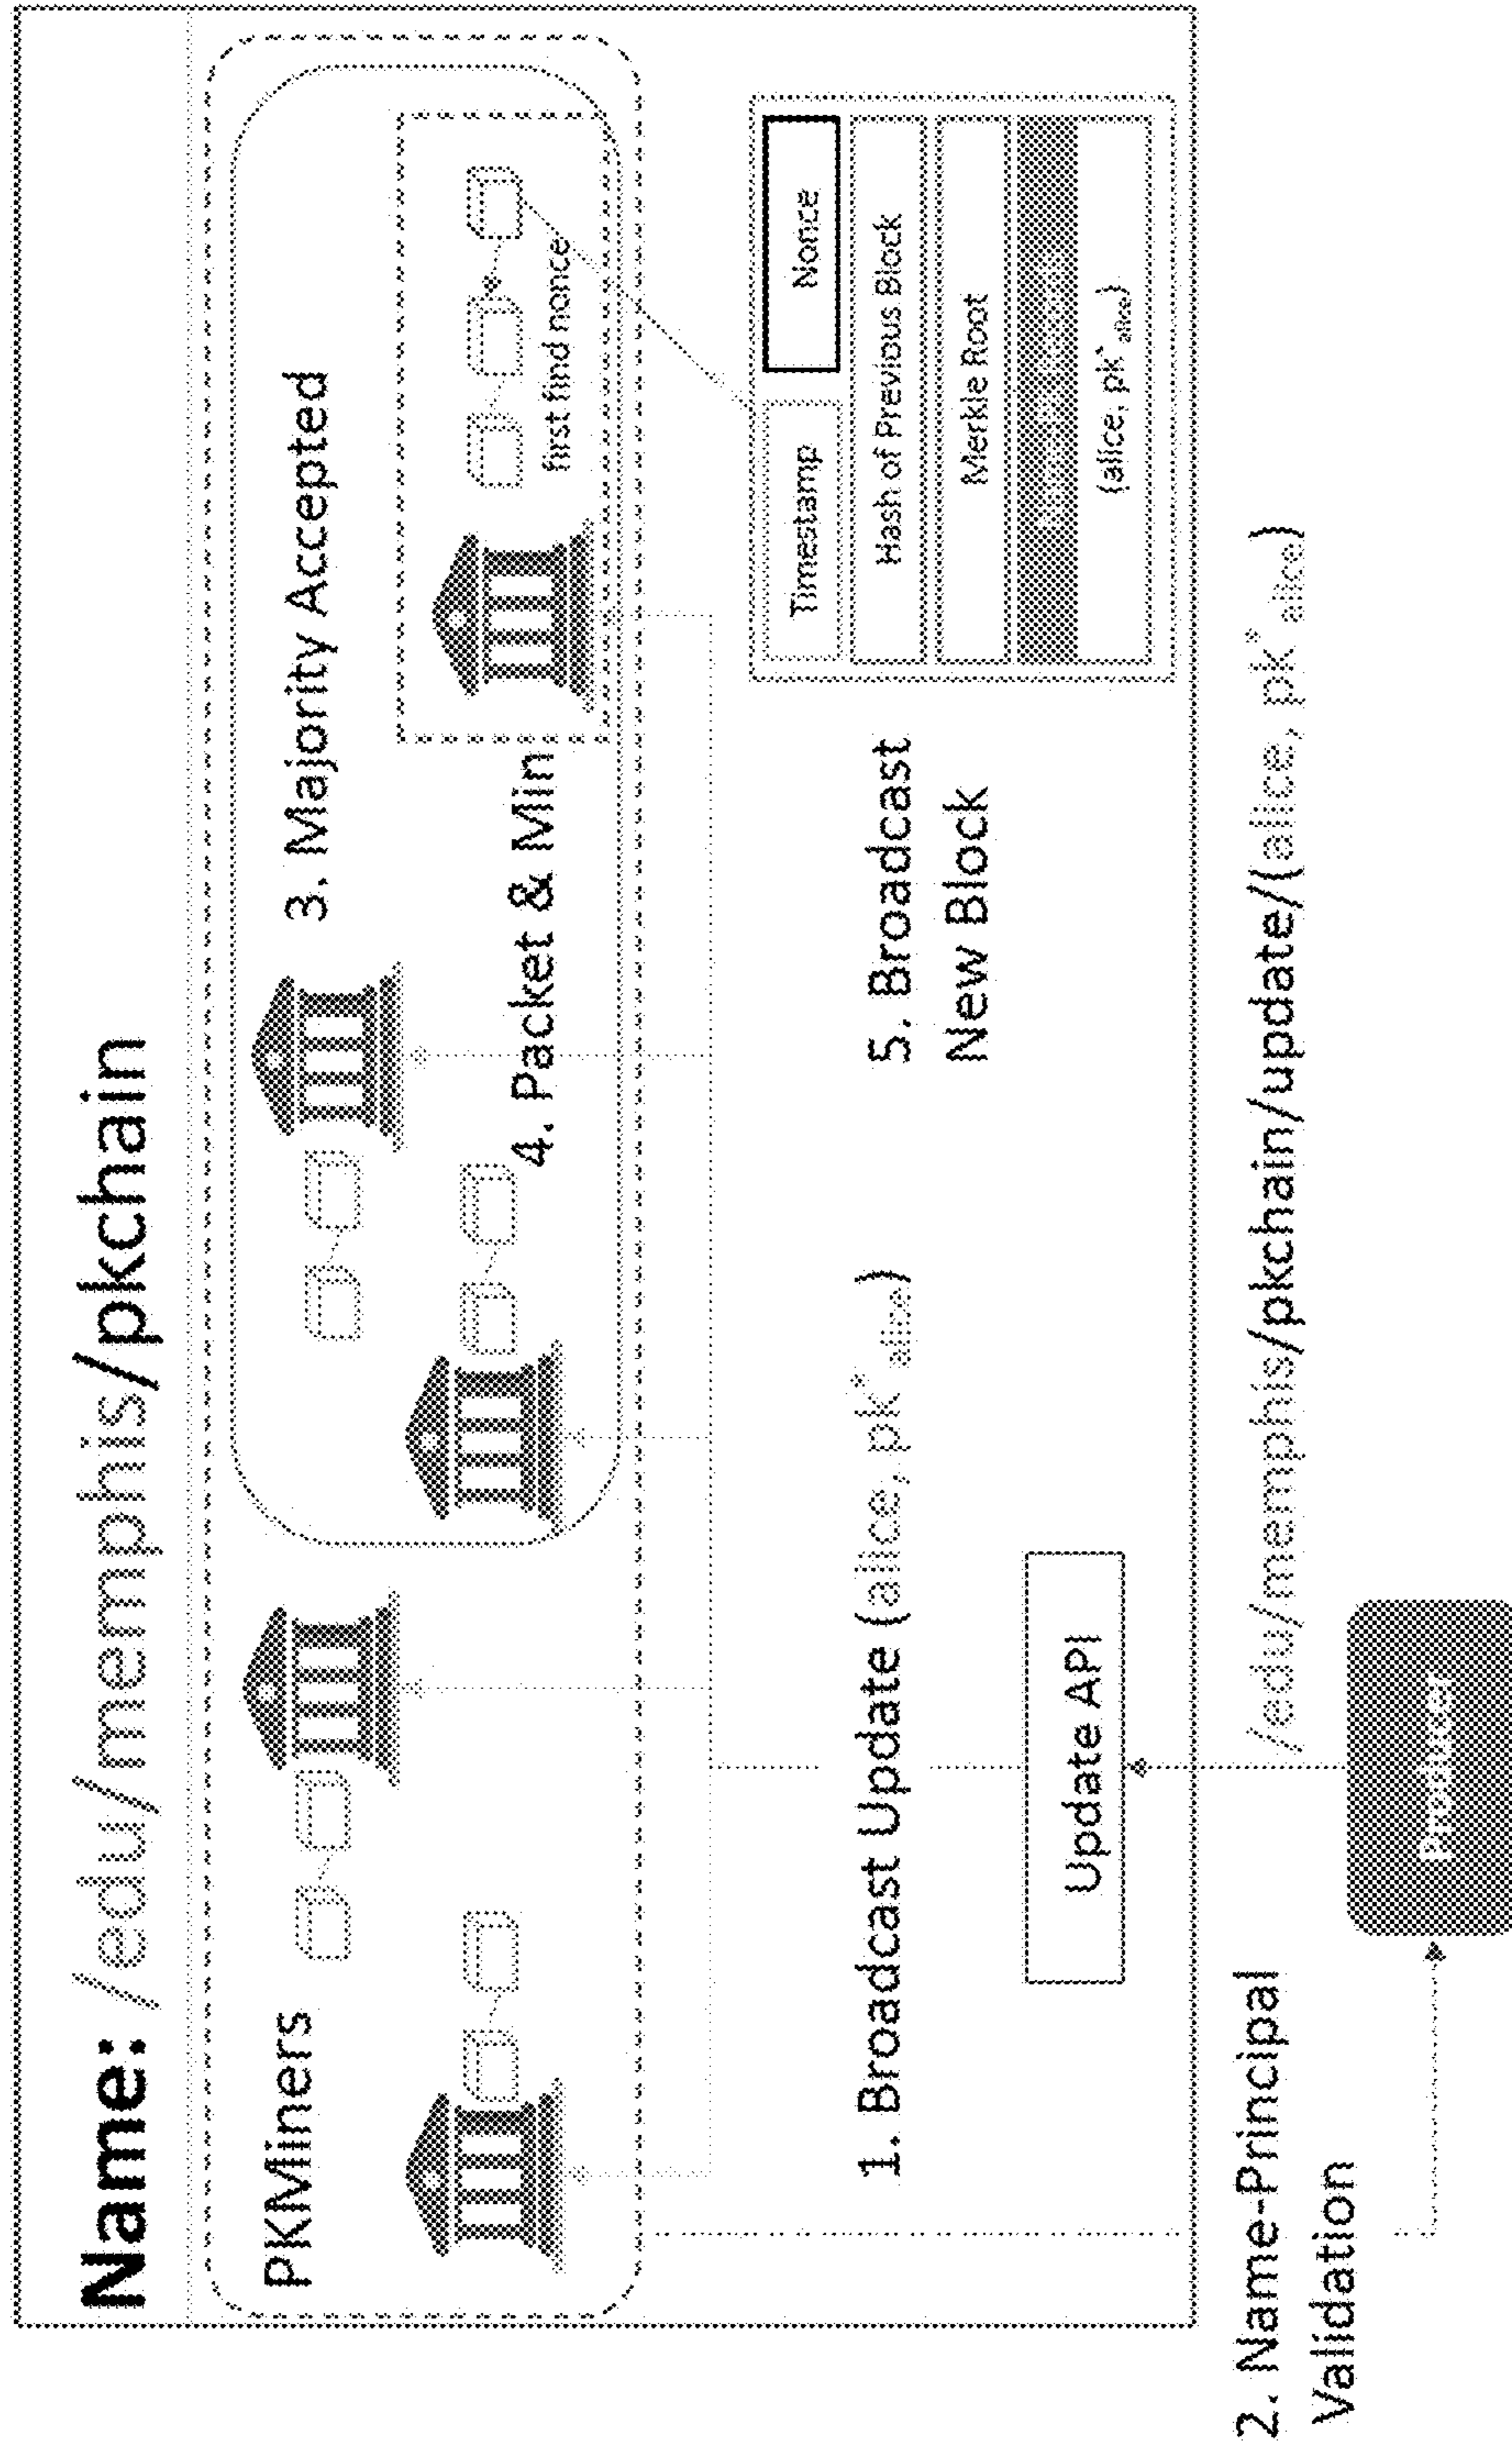 Name: /edu/memphis/pkchain
PKMiners
3. Majority Accepted
4. Packet & Min
first find nonce
1. Broadcast Update (alice, pk*alice)
5. Broadcast
New Block
Timestamp
Nonce
Hash of Previous Block
Merkle Root
(alice, pk*alice)
Update API
2. Name-Principal
Validation
/edu/memphis/pkchain/update/(alice, pk*alice)
Producer